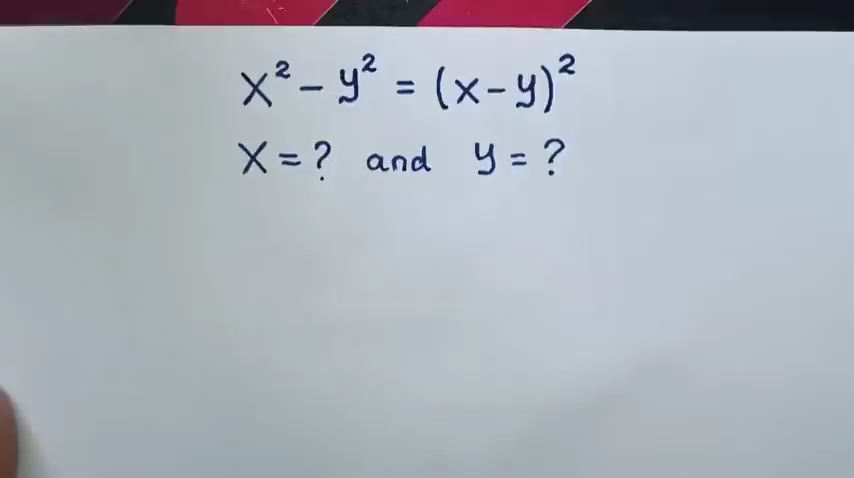 x² - y² = (x - y)²
x = ? and y = ?